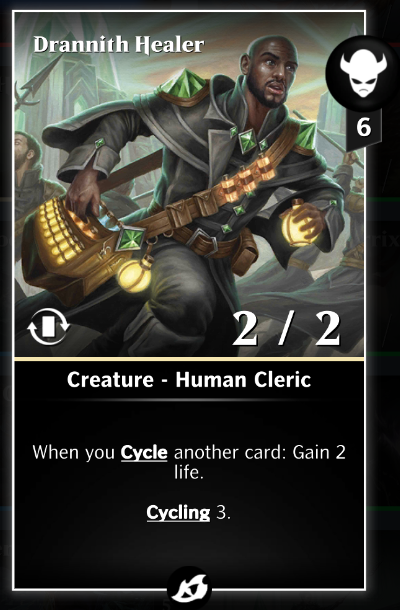 Drannith Healer
6
2 / 2
Creature - Human Cleric
When you Cycle another card: Gain 2
life.
Cycling 3.